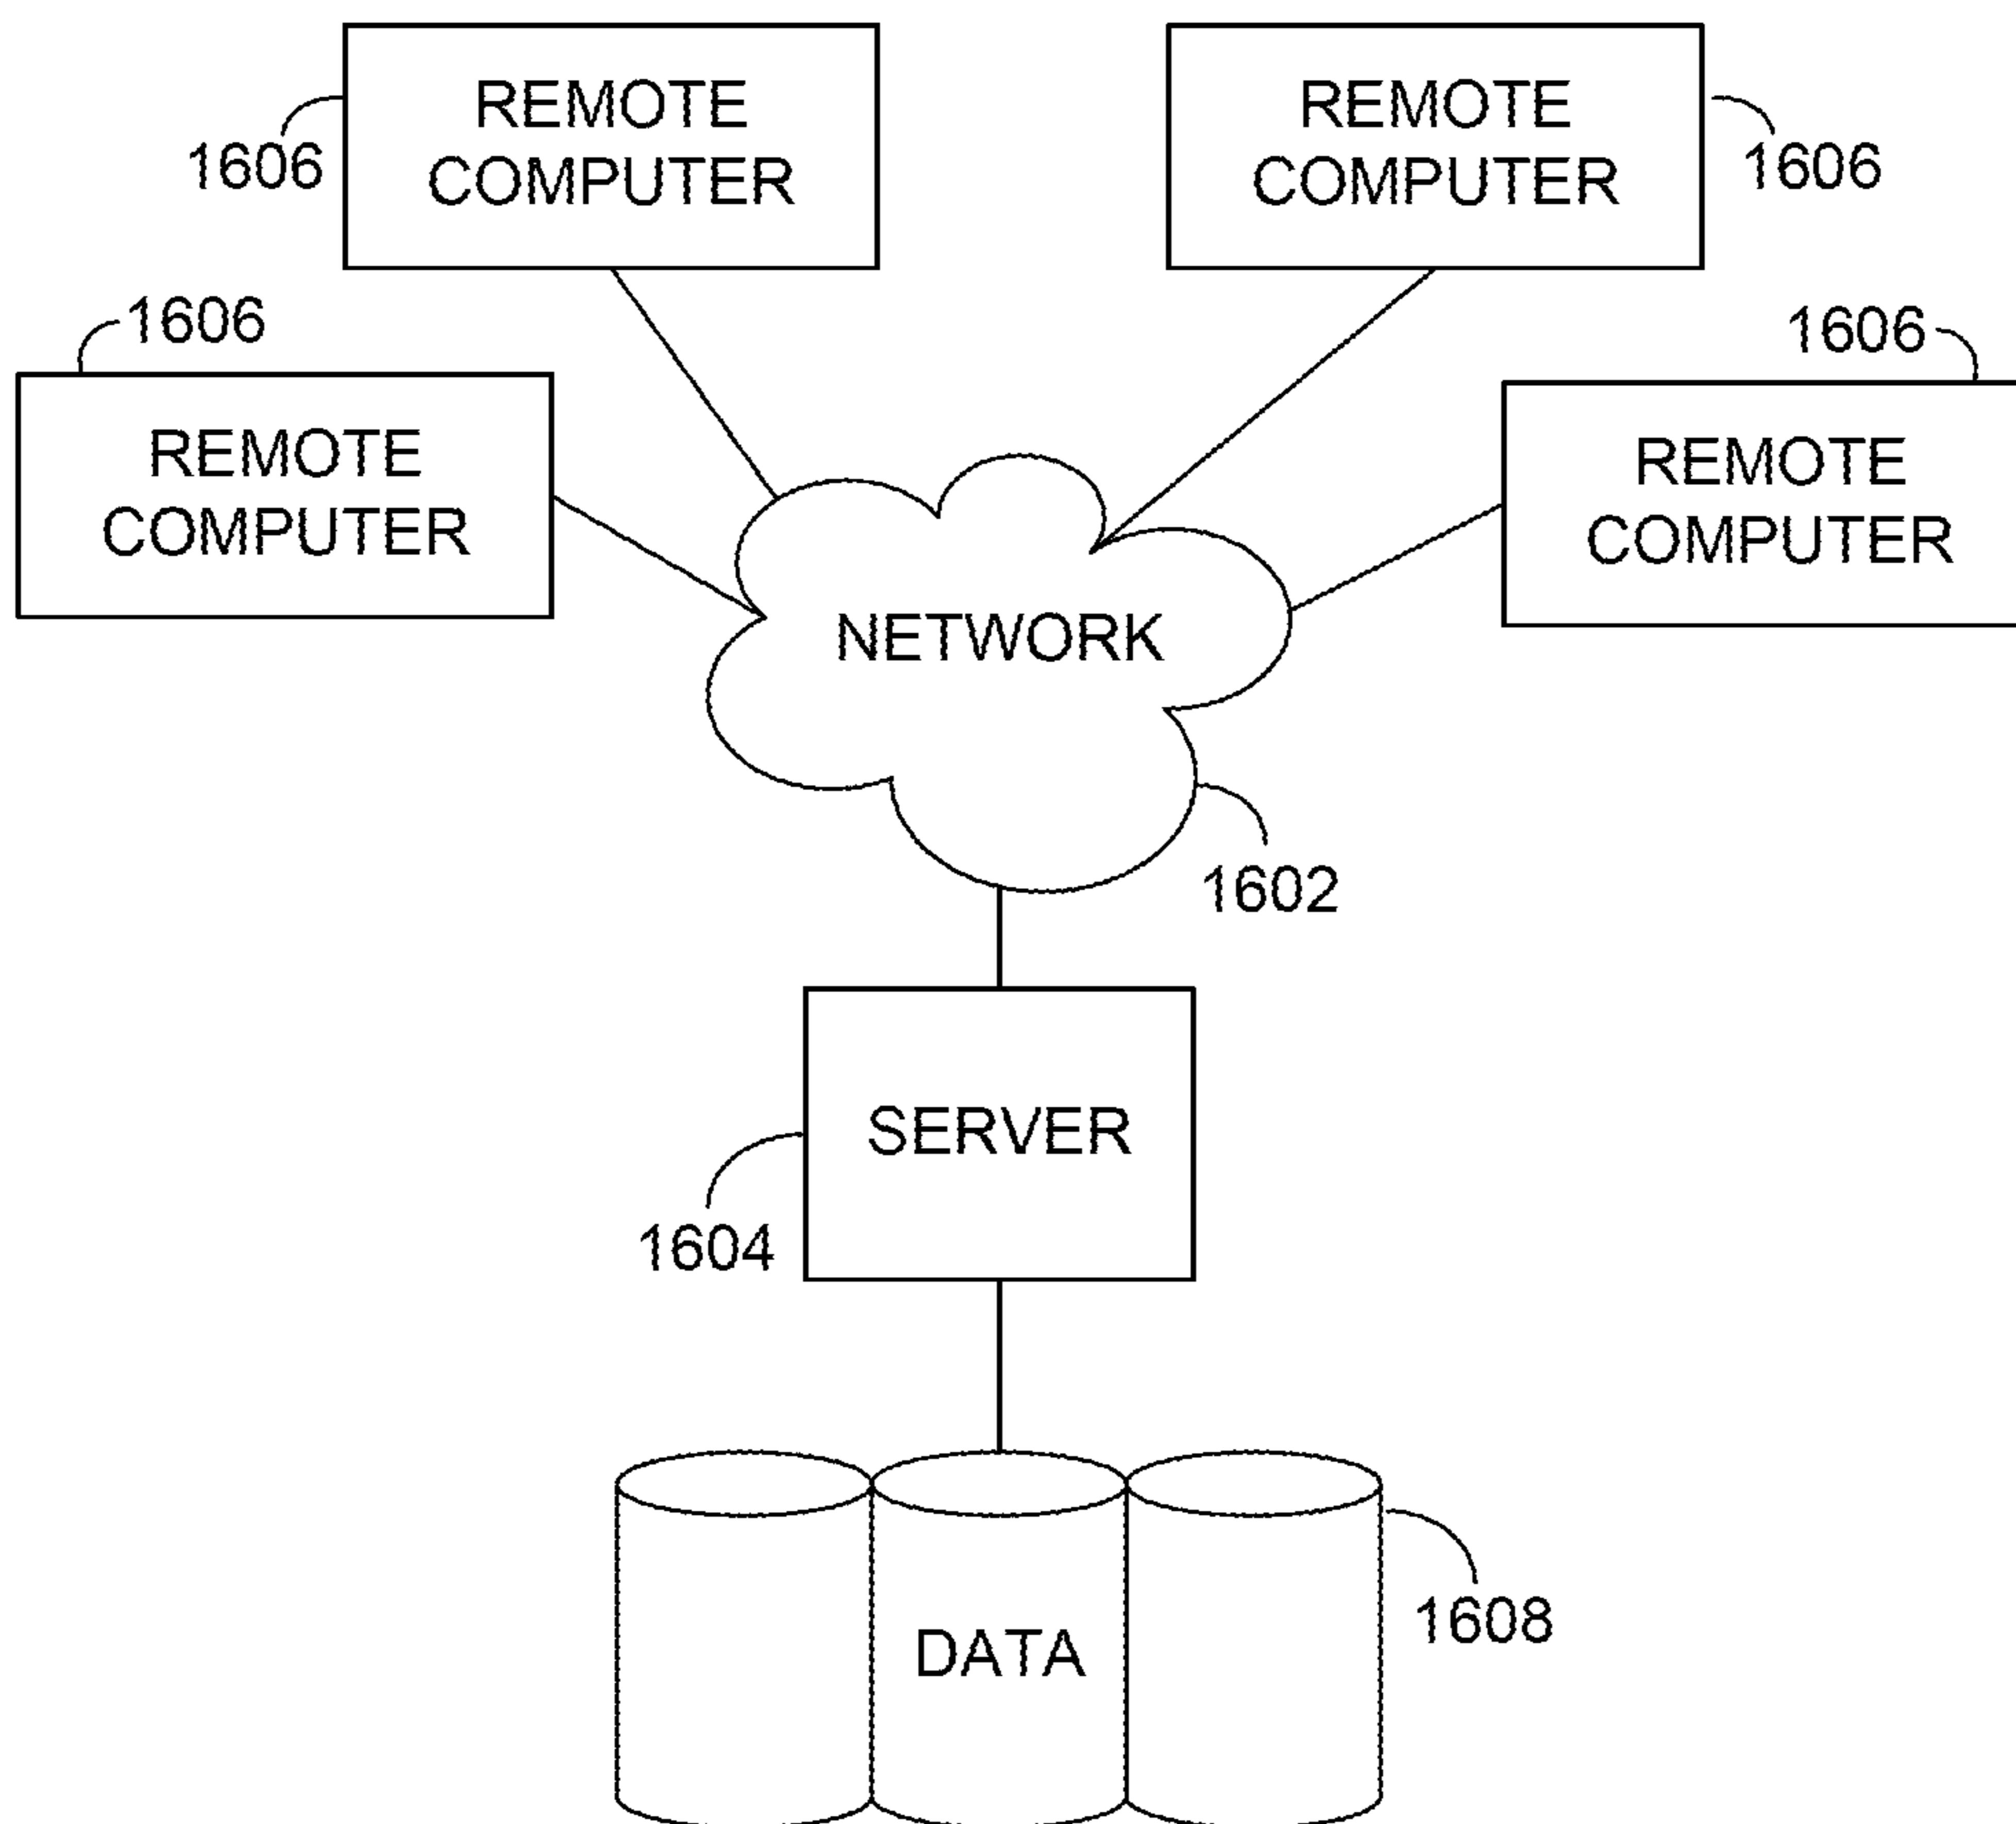 REMOTE
COMPUTER
1606
REMOTE
COMPUTER
1606
1606
REMOTE
COMPUTER
1606
REMOTE
COMPUTER
NETWORK
1602
SERVER
1604
DATA
1608